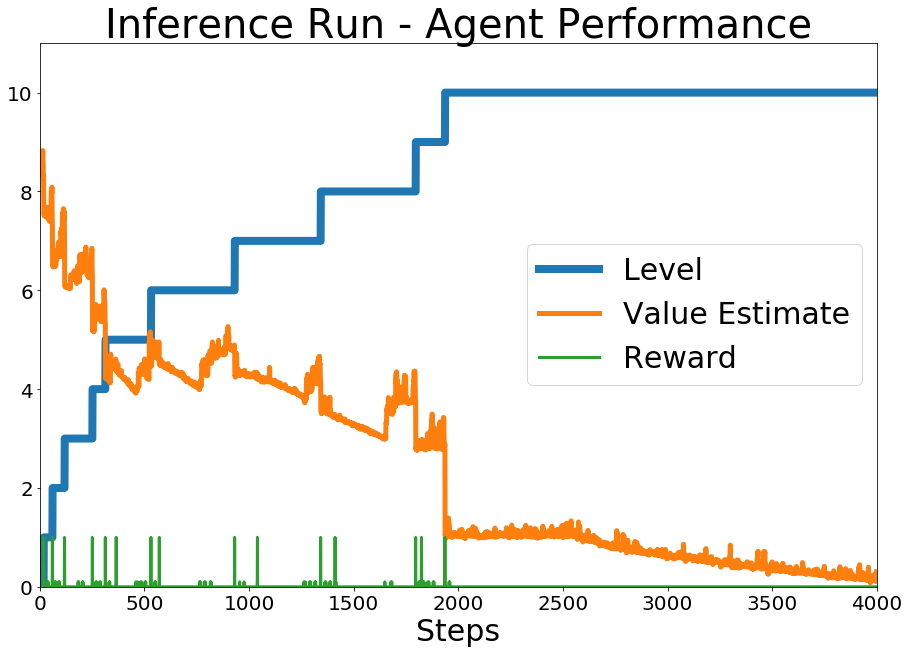 Inference Run - Agent Performance
10
8
6
4
2
0
Level
Value Estimate
Reward
0 500 1000 1500 2000 2500 3000 3500 4000
Steps